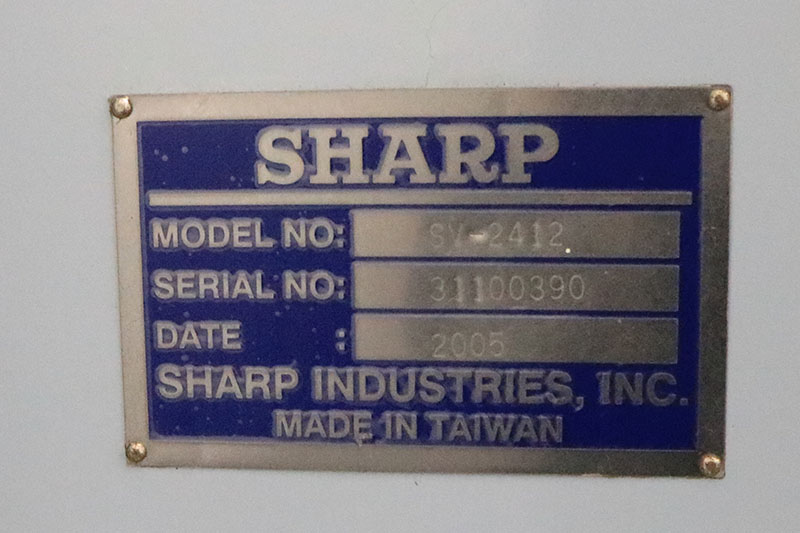 SHARP
MODEL NO: SV-2412
SERIAL NO: 31100390
DATE : 2005
SHARP INDUSTRIES, INC.
MADE IN TAIWAN